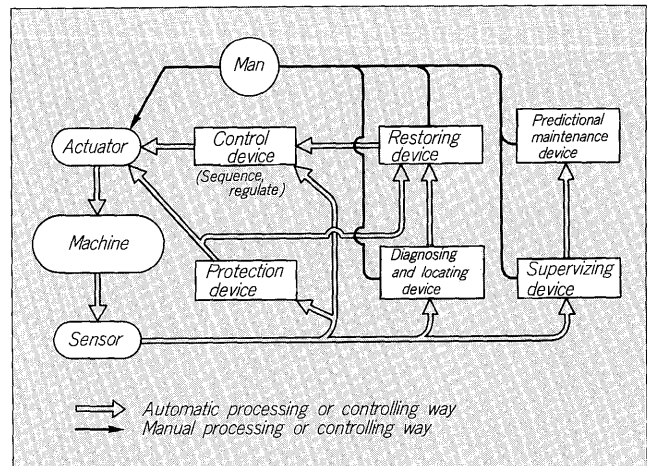 Man
Actuator
Control
device
(Sequence,
regulate)
Restoring
device
Predictional
maintenance
device
Machine
Protection
device
Diagnosing
and locating
device
Supervizing
device
Sensor
Automatic processing or controlling way
Manual processing or controlling way